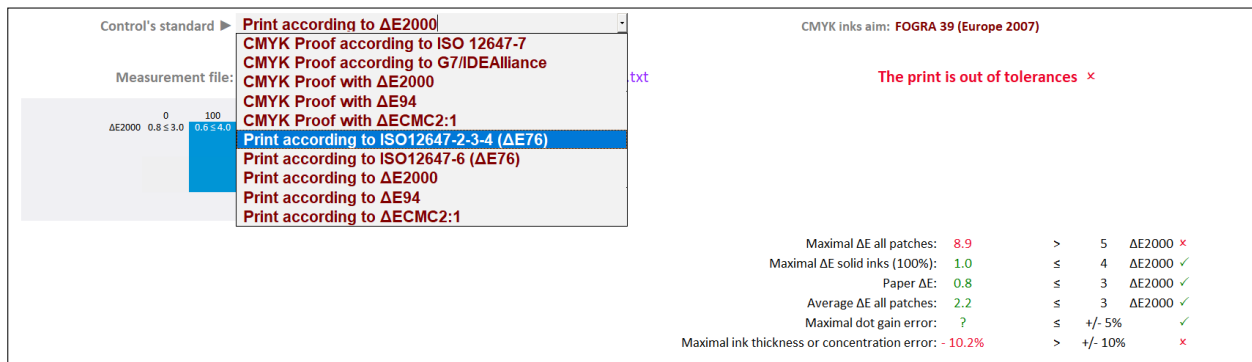 Control's standard ► Print according to ΔE2000
CMYK inks aim: FOGRA 39 (Europe 2007)
CMYK Proof according to ISO 12647-7
CMYK Proof according to G7/IDEAlliance
Measurement file: .txt
The print is out of tolerances ×
CMYK Proof with ΔE2000
CMYK Proof with ΔE94
CMYK Proof with ΔECMC2:1
0 100
ΔE2000 0.8 ≤ 3.0 0.6 ≤ 4.0
Print according to ISO12647-2-3-4 (ΔE76)
Print according to ISO12647-6 (ΔE76)
Print according to ΔE2000
Print according to ΔE94
Print according to ΔECMC2:1
Maximal ΔE all patches: 8.9 > 5 ΔE2000 ×
Maximal ΔE solid inks (100%): 1.0 ≤ 4 ΔE2000 ✓
Paper ΔE: 0.8 ≤ 3 ΔE2000 ✓
Average ΔE all patches: 2.2 ≤ 3 ΔE2000 ✓
Maximal dot gain error: ? ≤ +/- 5% ✓
Maximal ink thickness or concentration error: - 10.2% > +/- 10% ×